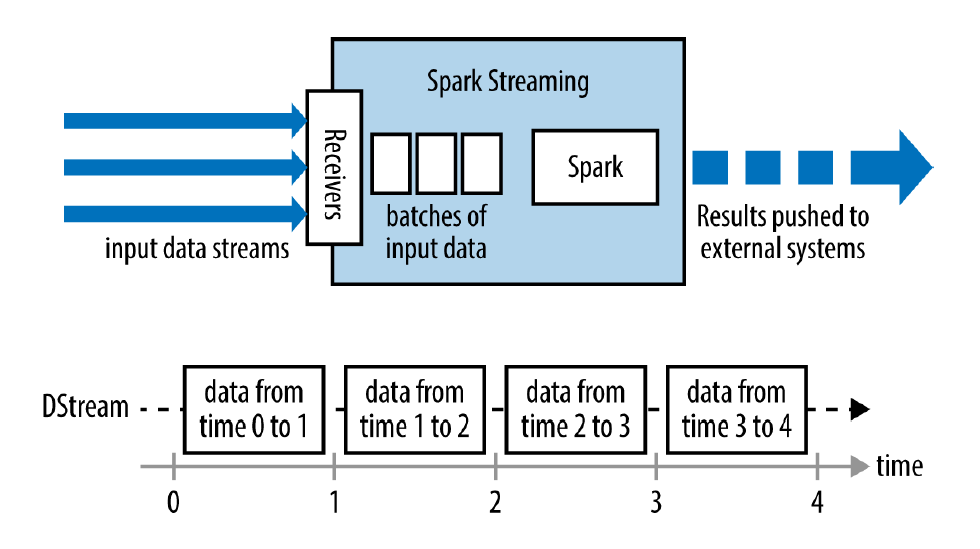 Spark Streaming
Receivers
Spark
batches of
input data
input data streams
Results pushed to
external systems
DStream
data from
time 0 to 1
data from
time 1 to 2
data from
time 2 to 3
data from
time 3 to 4
time
0
1
2
3
4